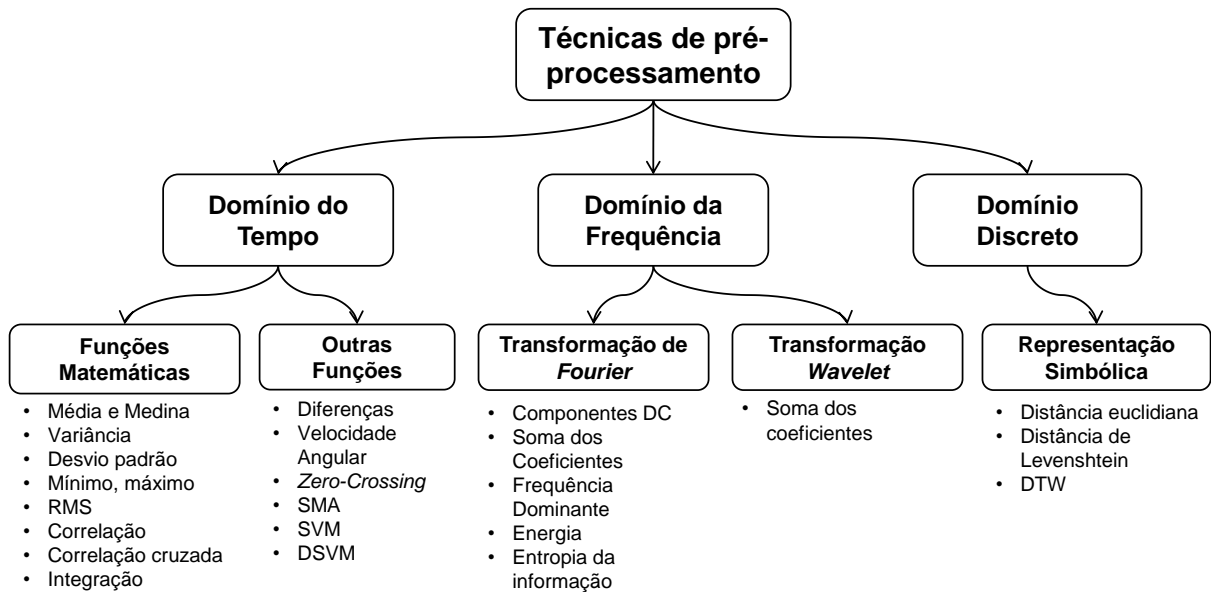 Técnicas de pré-
processamento
Domínio do
Tempo
Domínio da
Frequência
Domínio
Discreto
Funções
Matemáticas
• Média e Medina
• Variância
• Desvio padrão
• Mínimo, máximo
• RMS
• Correlação
• Correlação cruzada
• Integração
Outras
Funções
• Diferenças
• Velocidade
Angular
• Zero-Crossing
• SMA
• SVM
• DSVM
Transformação de
Fourier
• Componentes DC
• Soma dos
Coeficientes
• Frequência
Dominante
• Energia
• Entropia da
informação
Transformação
Wavelet
• Soma dos
coeficientes
Representação
Simbólica
• Distância euclidiana
• Distância de
Levenshtein
• DTW